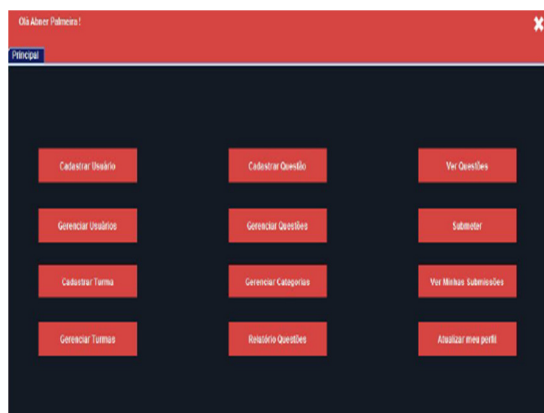 Olá Abner Palmeira !
Principal
Cadastrar Usuário
Cadastrar Questão
Ver Questões
Gerenciar Usuários
Gerenciar Questões
Submeter
Cadastrar Turma
Gerenciar Categorias
Ver Minhas Submissões
Gerenciar Turmas
Relatório Questões
Atualizar meu perfil